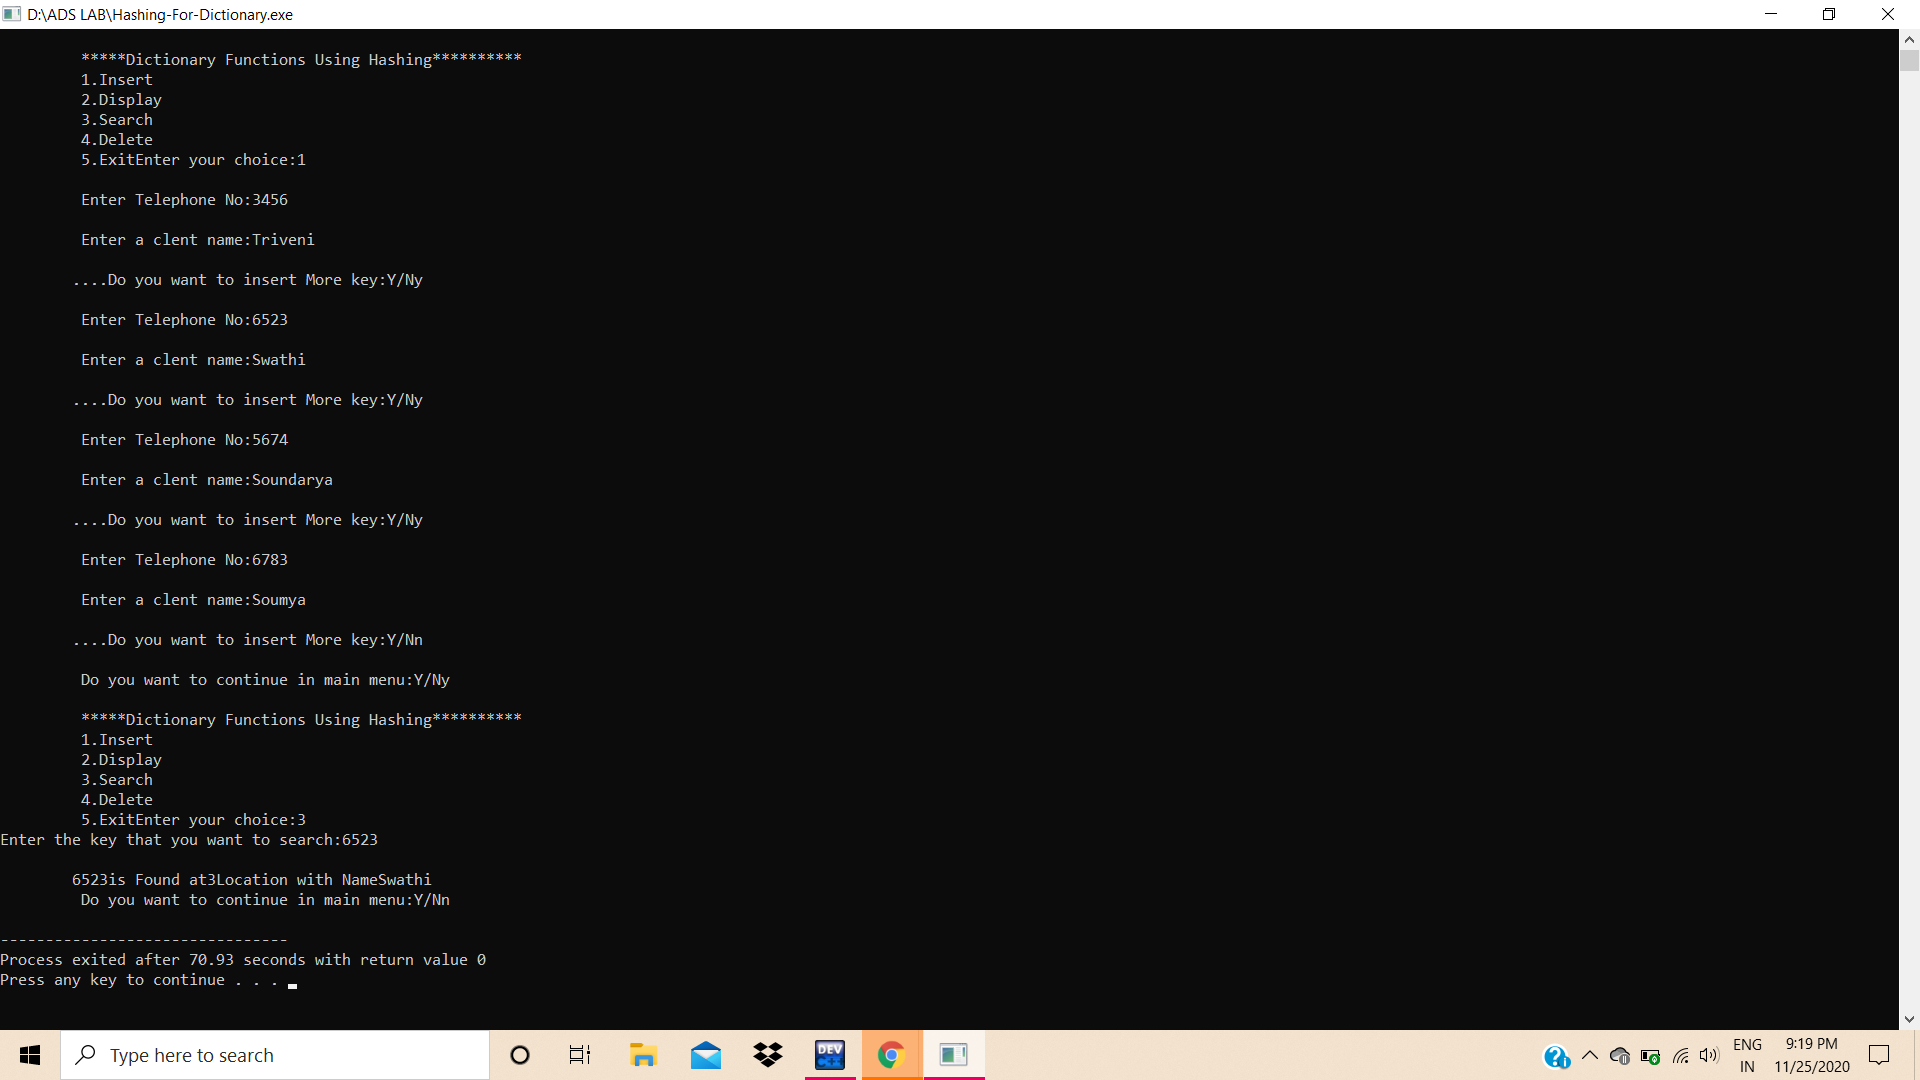 D:\ADS LAB\Hashing-For-Dictionary.exe
*****Dictionary Functions Using Hashing**********
1.Insert
2.Display
3.Search
4.Delete
5.ExitEnter your choice:1
Enter Telephone No:3456
Enter a clent name:Triveni
....Do you want to insert More key:Y/Ny
Enter Telephone No:6523
Enter a clent name:Swathi
....Do you want to insert More key:Y/Ny
Enter Telephone No:5674
Enter a clent name:Soundarya
....Do you want to insert More key:Y/Ny
Enter Telephone No:6783
Enter a clent name:Soumya
....Do you want to insert More key:Y/Nn
Do you want to continue in main menu:Y/Ny
*****Dictionary Functions Using Hashing**********
1.Insert
2.Display
3.Search
4.Delete
5.ExitEnter your choice:3
Enter the key that you want to search:6523
6523is Found at3Location with NameSwathi
Do you want to continue in main menu:Y/Nn
--------------------------------
Process exited after 70.93 seconds with return value 0
Press any key to continue . . .
Type here to search
DEV
C++
ENG
IN
9:19 PM
11/25/2020